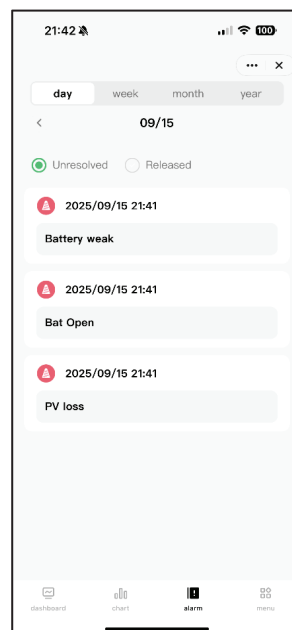 21:42
100
day week month year
09/15
Unresolved Released
2025/09/15 21:41
Battery weak
2025/09/15 21:41
Bat Open
2025/09/15 21:41
PV loss
dashboard chart alarm menu